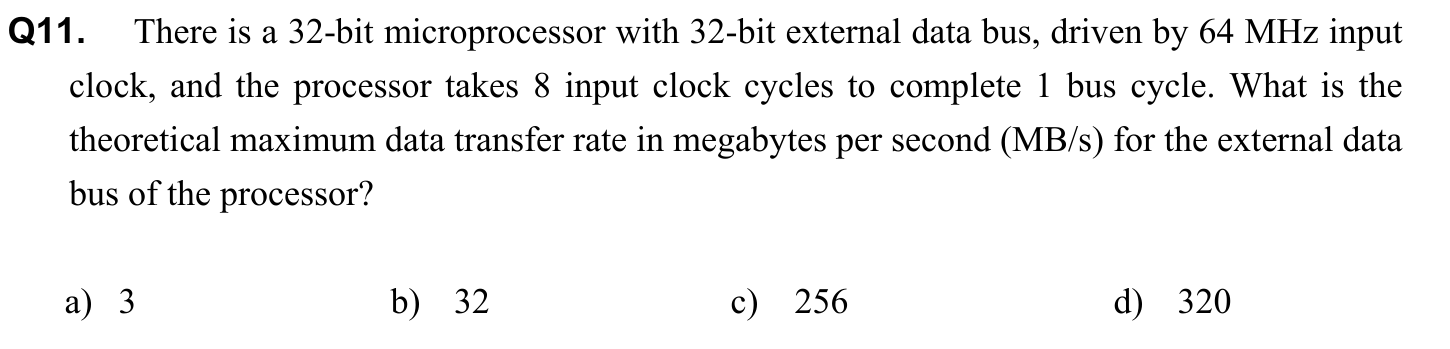 Q11. There is a 32-bit microprocessor with 32-bit external data bus, driven by 64 MHz input
clock, and the processor takes 8 input clock cycles to complete 1 bus cycle. What is the
theoretical maximum data transfer rate in megabytes per second (MB/s) for the external data
bus of the processor?
a) 3 b) 32 c) 256 d) 320